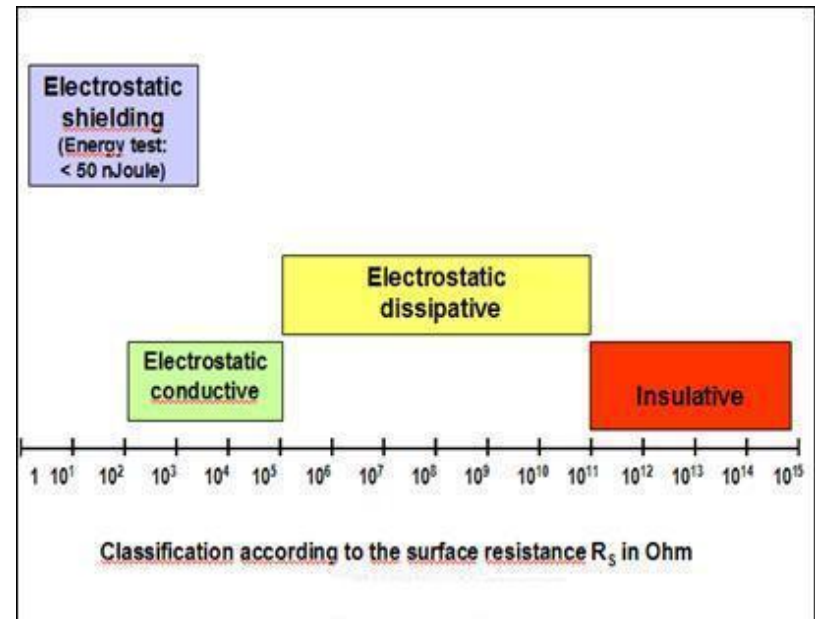 Electrostatic
shielding
(Energy test:
< 50 nJoule)
Electrostatic
dissipative
Electrostatic
conductive
Insulative
1 10¹ 10² 10³ 10⁴ 10⁵ 10⁶ 10⁷ 10⁸ 10⁹ 10¹⁰ 10¹¹ 10¹² 10¹³ 10¹⁴ 10¹⁵
Classification according to the surface resistance Rₛ in Ohm